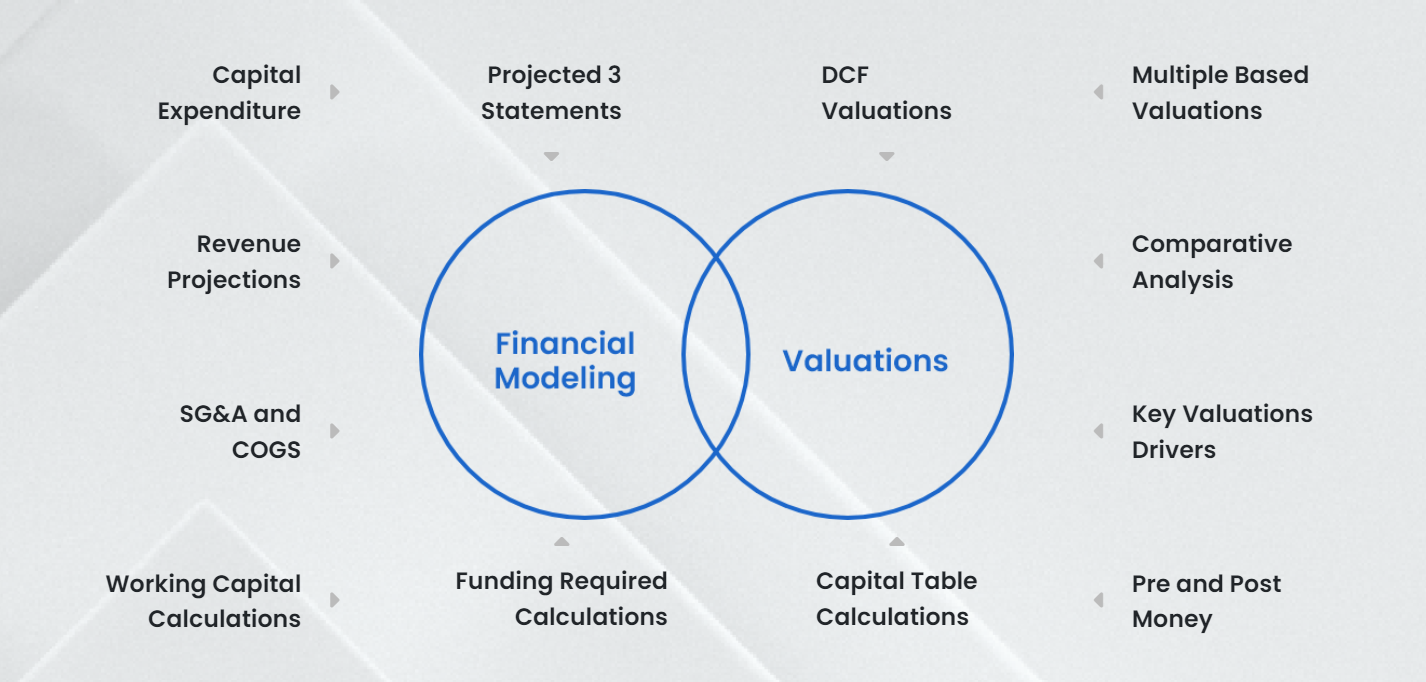 Capital
Expenditure
Projected 3
Statements
DCF
Valuations
Multiple Based
Valuations
Revenue
Projections
Comparative
Analysis
Financial
Modeling
Valuations
SG&A and
COGS
Key Valuations
Drivers
Working Capital
Calculations
Funding Required
Calculations
Capital Table
Calculations
Pre and Post
Money